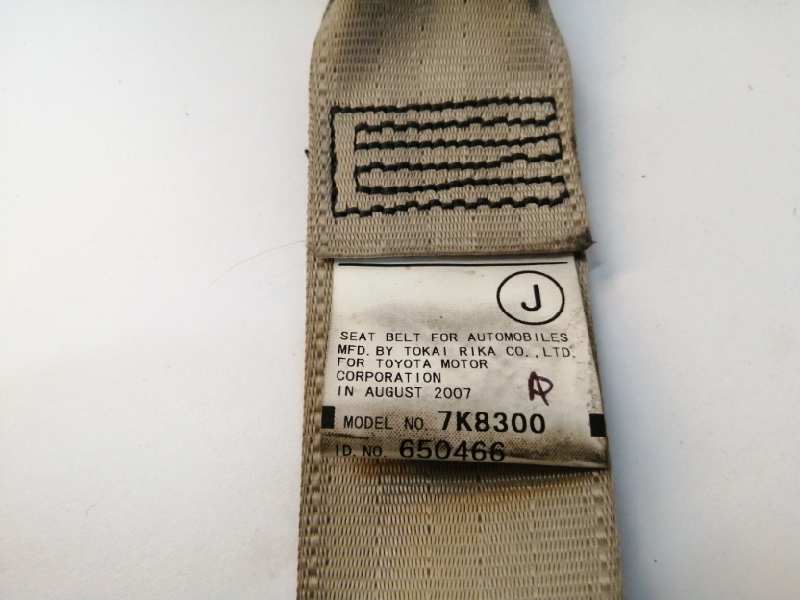 J
SEAT BELT FOR AUTOMOBILES
MFD. BY TOKAI RIKA CO., LTD.
FOR TOYOTA MOTOR
CORPORATION
IN AUGUST 2007
MODEL NO. 7K8300
ID. NO. 650466